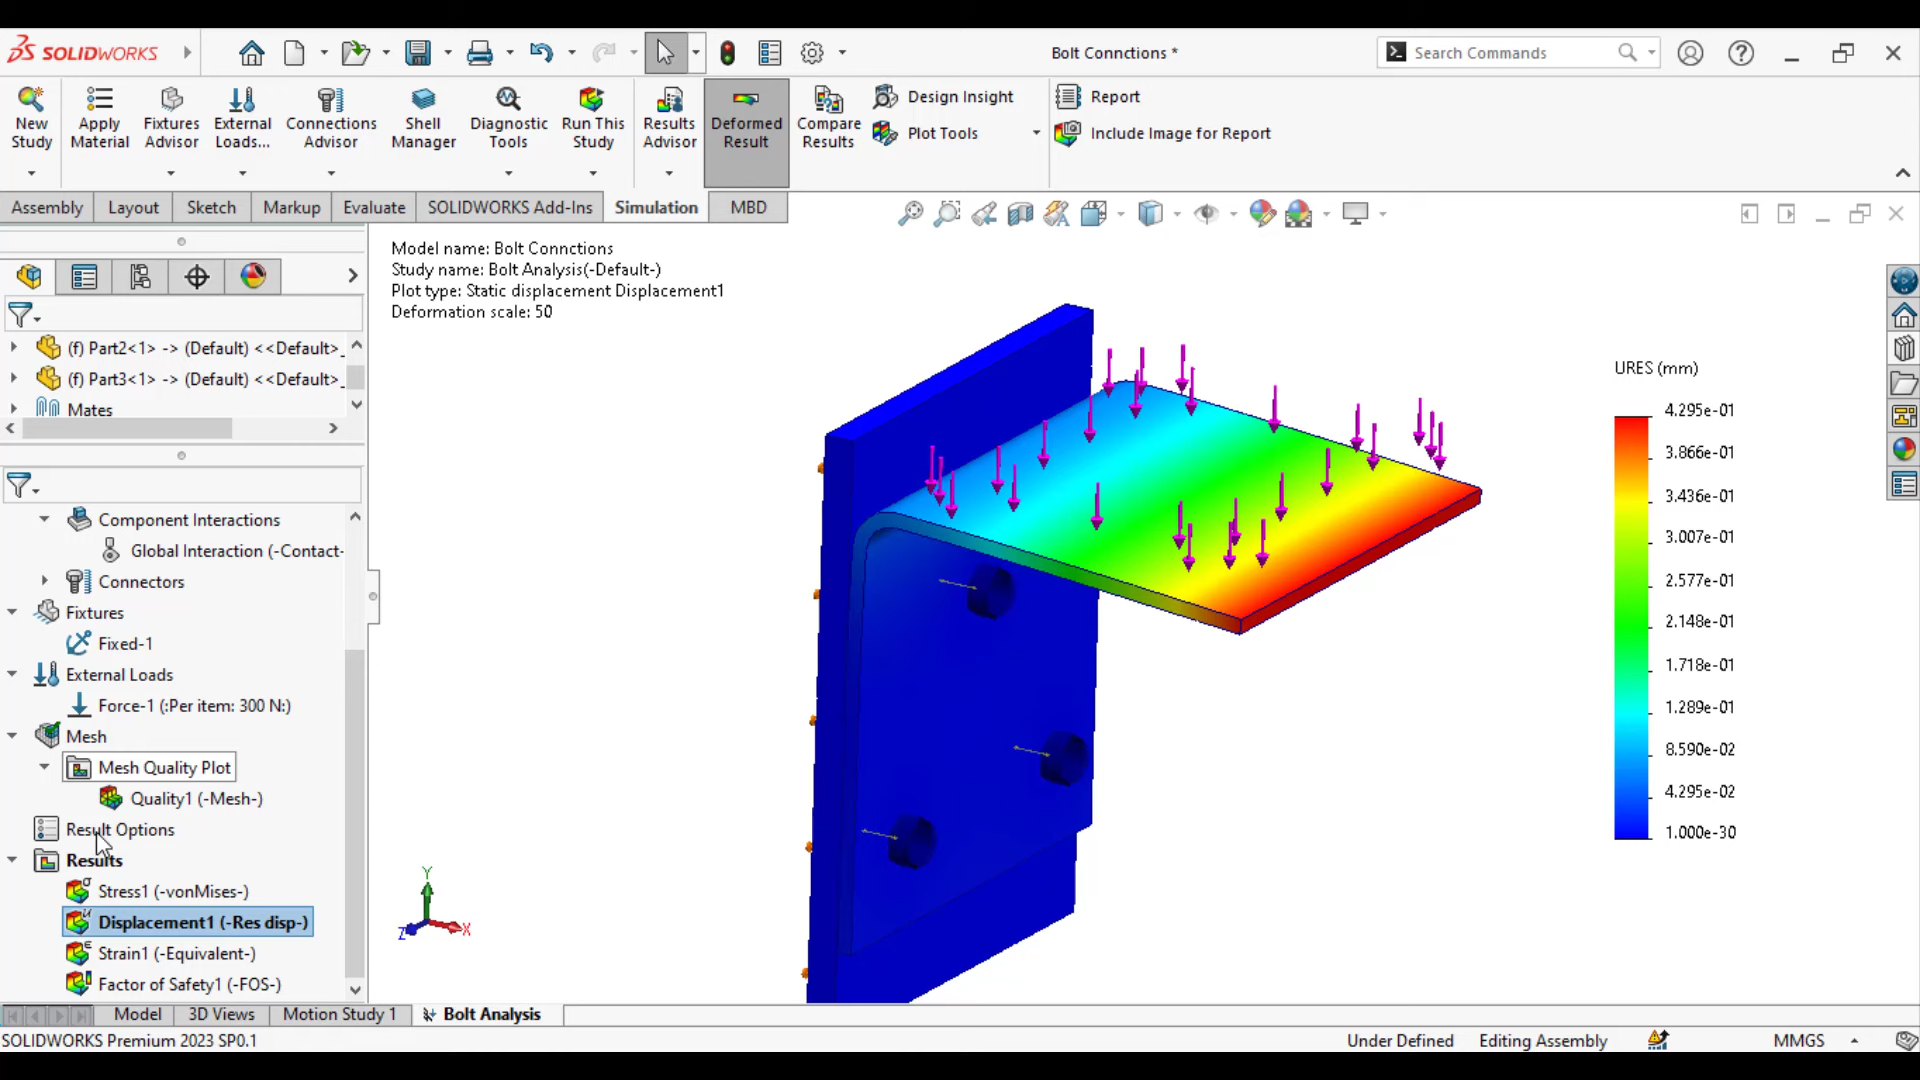 SOLIDWORKS
Bolt Connctions *
Search Commands
New Study
Apply Material
Fixtures Advisor
External Loads...
Connections Advisor
Shell Manager
Diagnostic Tools
Run This Study
Results Advisor
Deformed Result
Compare Results
Design Insight
Plot Tools
Report
Include Image for Report
Assembly
Layout
Sketch
Markup
Evaluate
SOLIDWORKS Add-Ins
Simulation
MBD
(f) Part2<1> -> (Default) <<Default>_
(f) Part3<1> -> (Default) <<Default>_
Mates
Component Interactions
Global Interaction (-Contact-
Connectors
Fixtures
Fixed-1
External Loads
Force-1 (:Per item: 300 N:)
Mesh
Mesh Quality Plot
Quality1 (-Mesh-)
Result Options
Results
Stress1 (-vonMises-)
Displacement1 (-Res disp-)
Strain1 (-Equivalent-)
Factor of Safety1 (-FOS-)
Model name: Bolt Connctions
Study name: Bolt Analysis(-Default-)
Plot type: Static displacement Displacement1
Deformation scale: 50
URES (mm)
4.295e-01
3.866e-01
3.436e-01
3.007e-01
2.577e-01
2.148e-01
1.718e-01
1.289e-01
8.590e-02
4.295e-02
1.000e-30
Y
Z
X
Model
3D Views
Motion Study 1
Bolt Analysis
SOLIDWORKS Premium 2023 SP0.1
Under Defined
Editing Assembly
MMGS